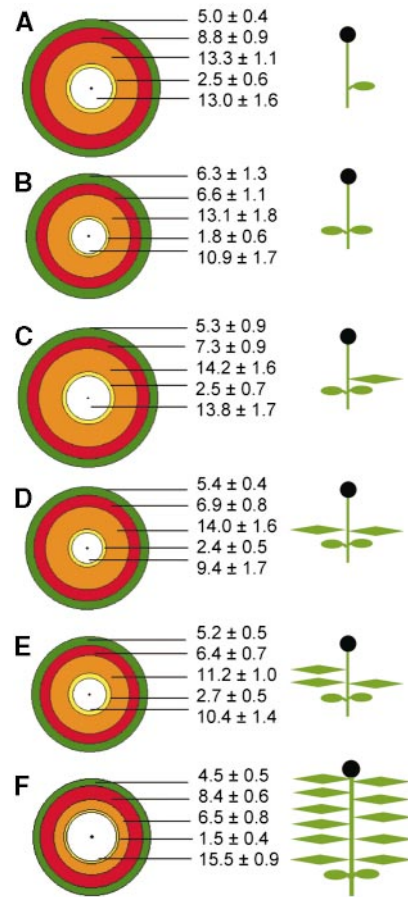 A
5.0 ± 0.4
8.8 ± 0.9
13.3 ± 1.1
2.5 ± 0.6
13.0 ± 1.6
B
6.3 ± 1.3
6.6 ± 1.1
13.1 ± 1.8
1.8 ± 0.6
10.9 ± 1.7
C
5.3 ± 0.9
7.3 ± 0.9
14.2 ± 1.6
2.5 ± 0.7
13.8 ± 1.7
D
5.4 ± 0.4
6.9 ± 0.8
14.0 ± 1.6
2.4 ± 0.5
9.4 ± 1.7
E
5.2 ± 0.5
6.4 ± 0.7
11.2 ± 1.0
2.7 ± 0.5
10.4 ± 1.4
F
4.5 ± 0.5
8.4 ± 0.6
6.5 ± 0.8
1.5 ± 0.4
15.5 ± 0.9